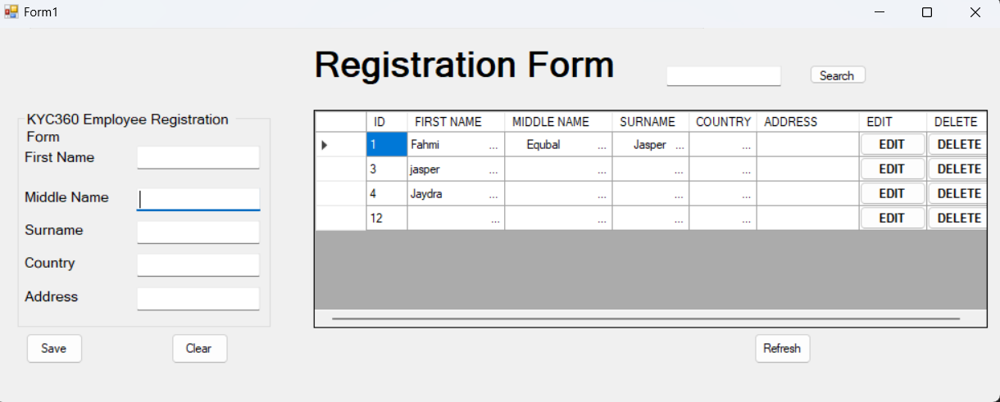 Form1
Registration Form
Search
KYC360 Employee Registration
Form
First Name
Middle Name
Surname
Country
Address
Save
Clear
ID FIRST NAME MIDDLE NAME SURNAME COUNTRY ADDRESS EDIT DELETE
1 Fahmi ... Equbal ... Jasper ... ... EDIT DELETE
3 jasper ... ... ... ... EDIT DELETE
4 Jaydra ... ... ... ... EDIT DELETE
12 ... ... ... ... EDIT DELETE
Refresh